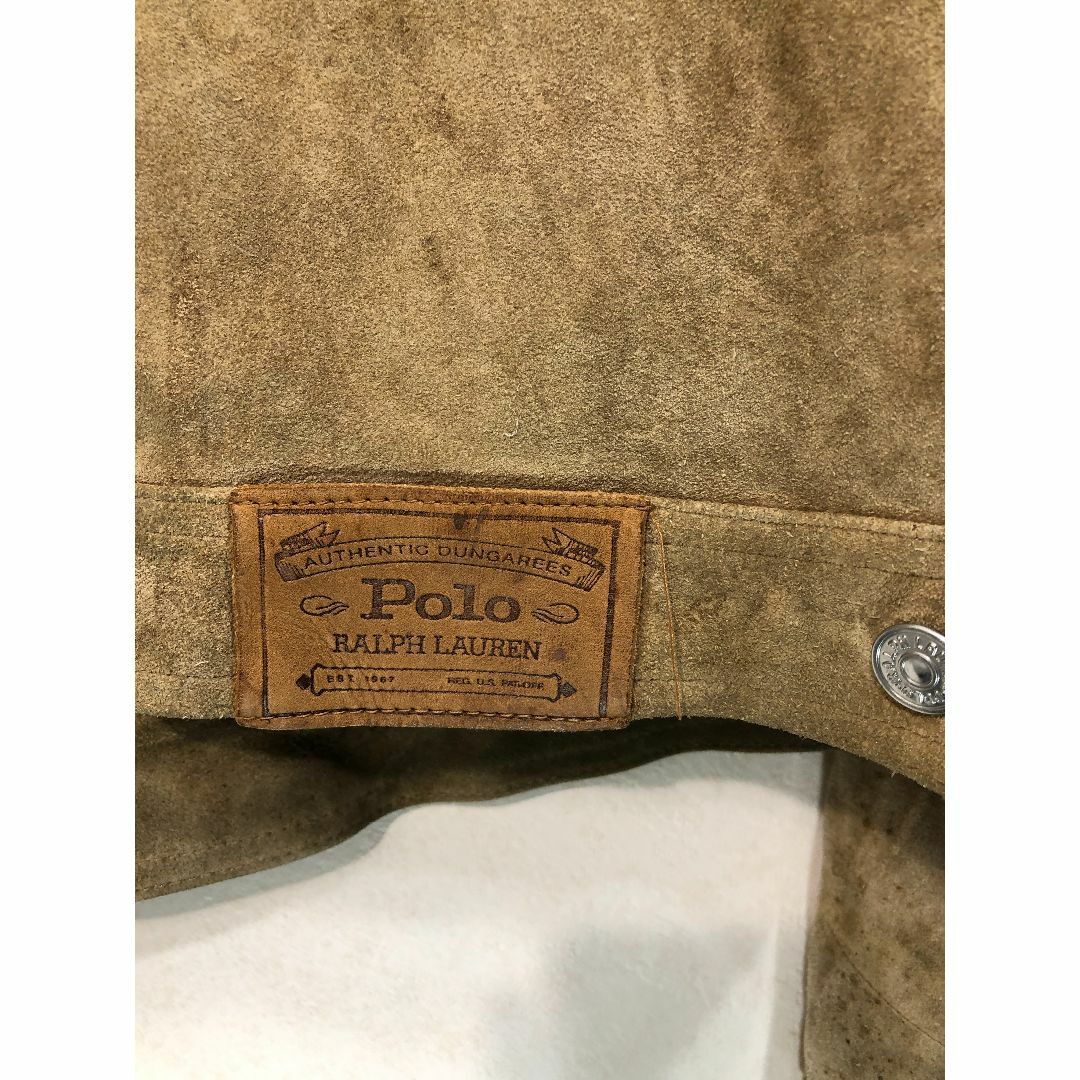 AUTHENTIC DUNGAREES
Polo
RALPH LAUREN
EST. 1967
REG. U.S. PAT.OFF.